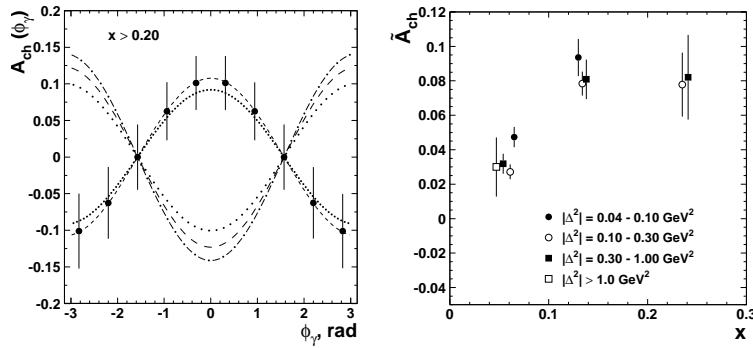 A_ch (ϕ_γ)
0.2
0.15
0.1
0.05
0
-0.05
-0.1
-0.15
-0.2
x > 0.20
-3 -2 -1 0 1 2 3
ϕ_γ, rad
Ã_ch
0.12
0.1
0.08
0.06
0.04
0.02
0
-0.02
-0.04
|Δ²| = 0.04 - 0.10 GeV²
|Δ²| = 0.10 - 0.30 GeV²
|Δ²| = 0.30 - 1.00 GeV²
|Δ²| > 1.0 GeV²
0 0.1 0.2 0.3
x